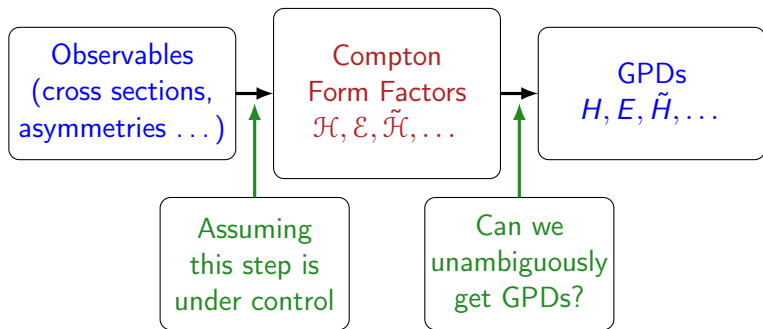 Observables
(cross sections,
asymmetries . . . )
Compton
Form Factors
ℋ, ℰ, ℋ̃, . . .
GPDs
H, E, H̃, . . .
Assuming
this step is
under control
Can we
unambiguously
get GPDs?